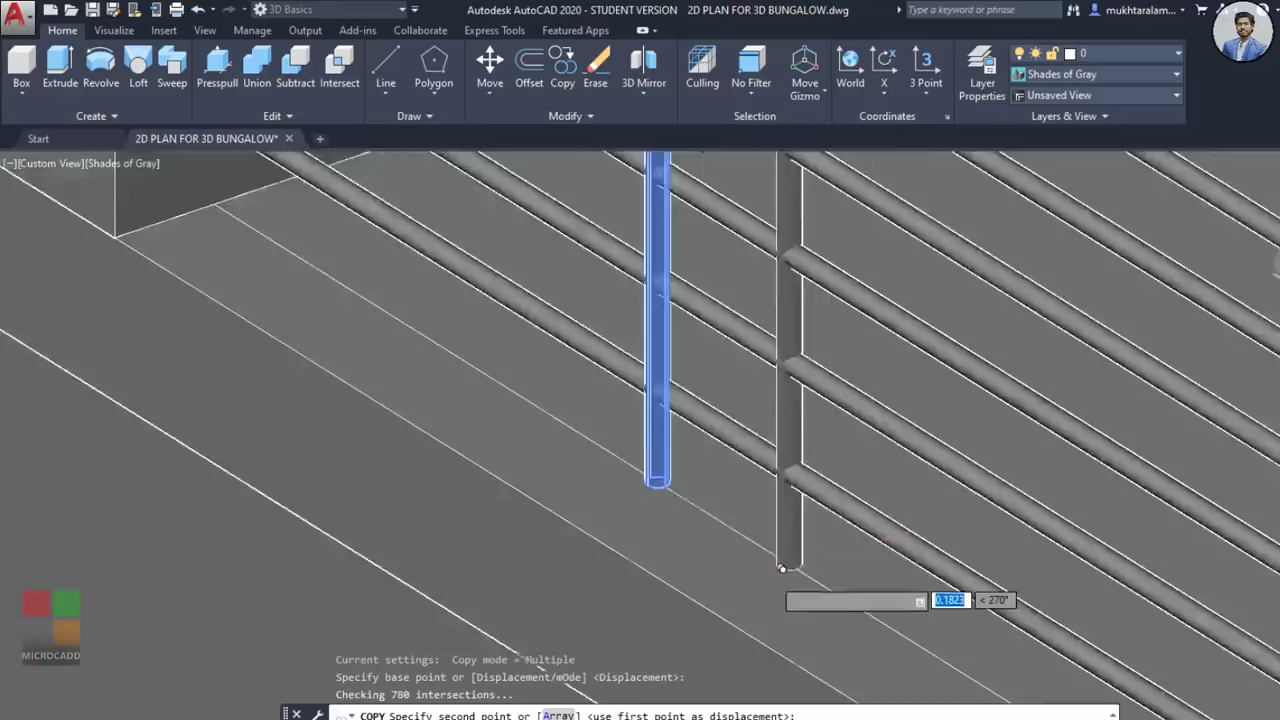 3D Basics
Autodesk AutoCAD 2020 - STUDENT VERSION 2D PLAN FOR 3D BUNGALOW.dwg
Type a keyword or phrase
mukhtaralam...
Home Visualize Insert View Manage Output Add-ins Collaborate Express Tools Featured Apps
Box Extrude Revolve Loft Sweep Presspull Union Subtract Intersect Line Polygon Move Offset Copy Erase 3D Mirror Culling No Filter Move Gizmo World X 3 Point Layer Properties
0
Shades of Gray
Unsaved View
Create Edit Draw Modify Selection Coordinates Layers & View
Start 2D PLAN FOR 3D BUNGALOW*
[−][Custom View][Shades of Gray]
0.1823 < 270°
MICROCADD
Current settings: Copy mode = Multiple
Specify base point or [Displacement/mOde] <Displacement>:
Checking 780 intersections...
COPY Specify second point or [Array] <use first point as displacement>: